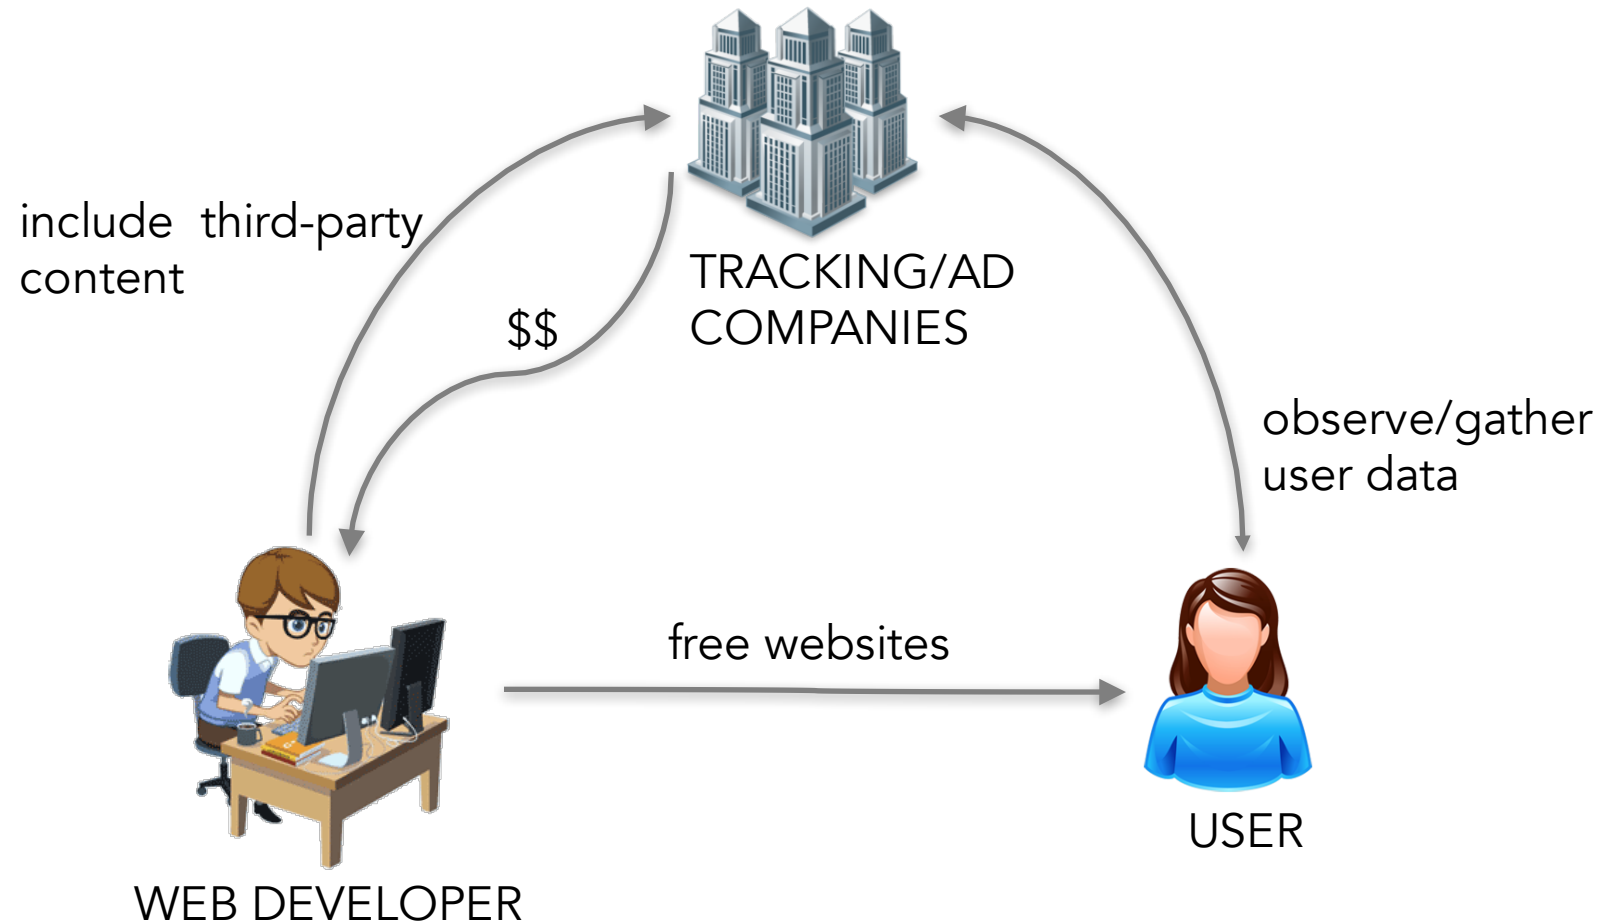 include third-party
content
$$
TRACKING/AD
COMPANIES
observe/gather
user data
free websites
USER
WEB DEVELOPER